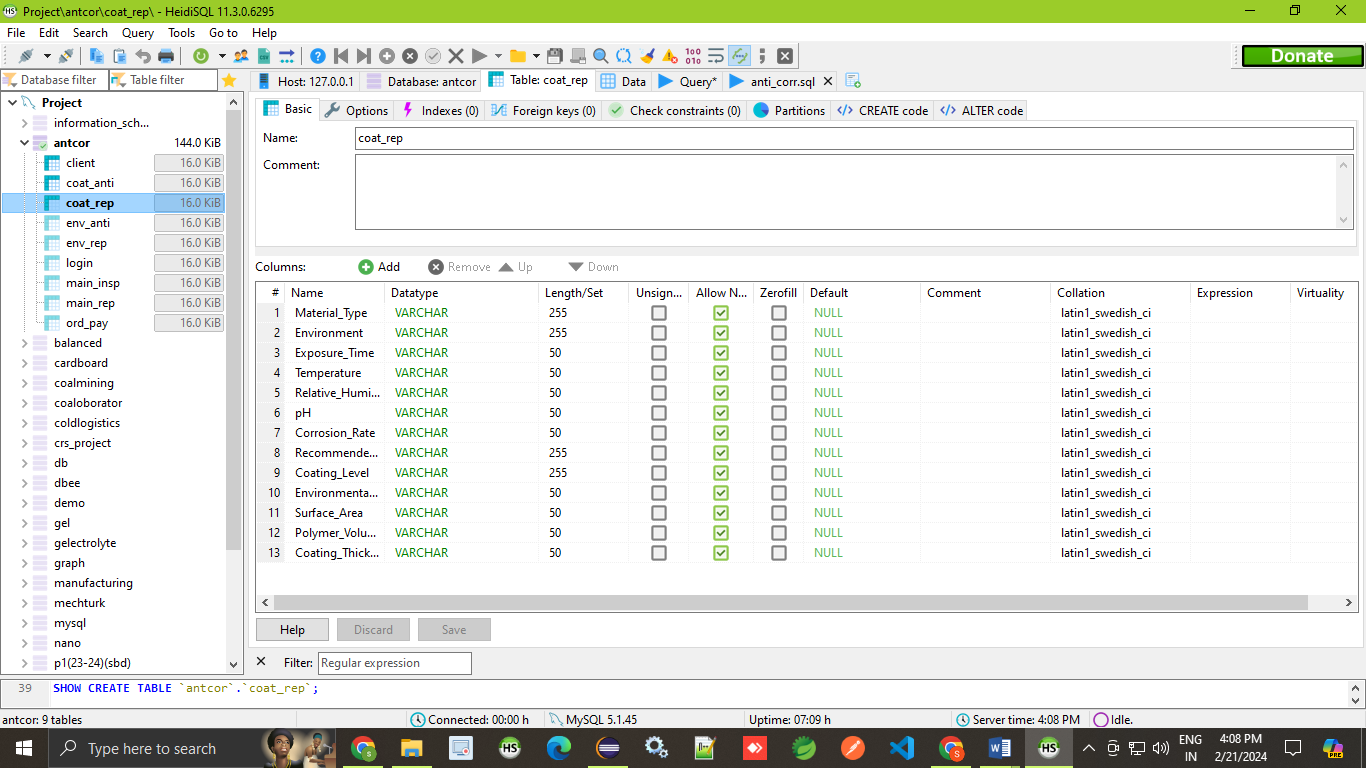 Project\antcor\coat_rep\ - HeidiSQL 11.3.0.6295
File Edit Search Query Tools Go to Help
Donate
Database filter Table filter
Host: 127.0.0.1 Database: antcor Table: coat_rep Data Query* anti_corr.sql
Project
information_sch...
antcor 144.0 KiB
client 16.0 KiB
coat_anti 16.0 KiB
coat_rep 16.0 KiB
env_anti 16.0 KiB
env_rep 16.0 KiB
login 16.0 KiB
main_insp 16.0 KiB
main_rep 16.0 KiB
ord_pay 16.0 KiB
balanced
cardboard
coalmining
coaloborator
coldlogistics
crs_project
db
dbee
demo
gel
gelectrolyte
graph
manufacturing
mechturk
mysql
nano
p1(23-24)(sbd)
Basic Options Indexes (0) Foreign keys (0) Check constraints (0) Partitions CREATE code ALTER code
Name: coat_rep
Comment:
Columns: Add Remove Up Down
# Name Datatype Length/Set Unsign... Allow N... Zerofill Default Comment Collation Expression Virtuality
1 Material_Type VARCHAR 255 NULL latin1_swedish_ci
2 Environment VARCHAR 255 NULL latin1_swedish_ci
3 Exposure_Time VARCHAR 50 NULL latin1_swedish_ci
4 Temperature VARCHAR 50 NULL latin1_swedish_ci
5 Relative_Humi... VARCHAR 50 NULL latin1_swedish_ci
6 pH VARCHAR 50 NULL latin1_swedish_ci
7 Corrosion_Rate VARCHAR 50 NULL latin1_swedish_ci
8 Recommende... VARCHAR 255 NULL latin1_swedish_ci
9 Coating_Level VARCHAR 255 NULL latin1_swedish_ci
10 Environmenta... VARCHAR 50 NULL latin1_swedish_ci
11 Surface_Area VARCHAR 50 NULL latin1_swedish_ci
12 Polymer_Volu... VARCHAR 50 NULL latin1_swedish_ci
13 Coating_Thick... VARCHAR 50 NULL latin1_swedish_ci
Help Discard Save
Filter: Regular expression
39 SHOW CREATE TABLE `antcor`.`coat_rep`;
antcor: 9 tables Connected: 00:00 h MySQL 5.1.45 Uptime: 07:09 h Server time: 4:08 PM Idle.
Type here to search
ENG
IN
4:08 PM
2/21/2024